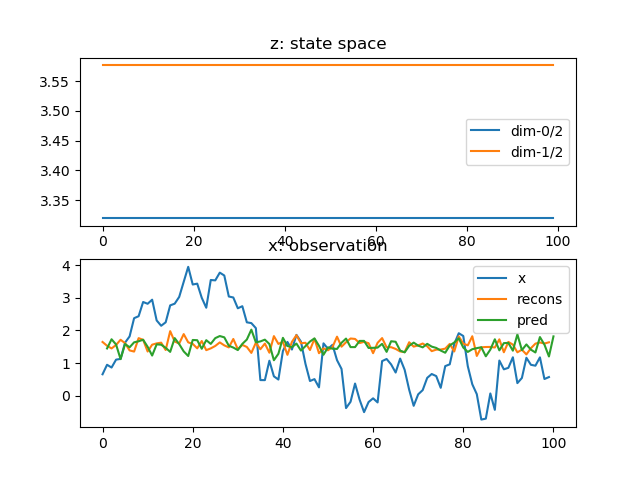 z: state space
3.55
3.50
3.45
3.40
3.35
dim-0/2
dim-1/2
0 20 40 60 80 100
x: observation
4
3
2
1
0
x
recons
pred
0 20 40 60 80 100